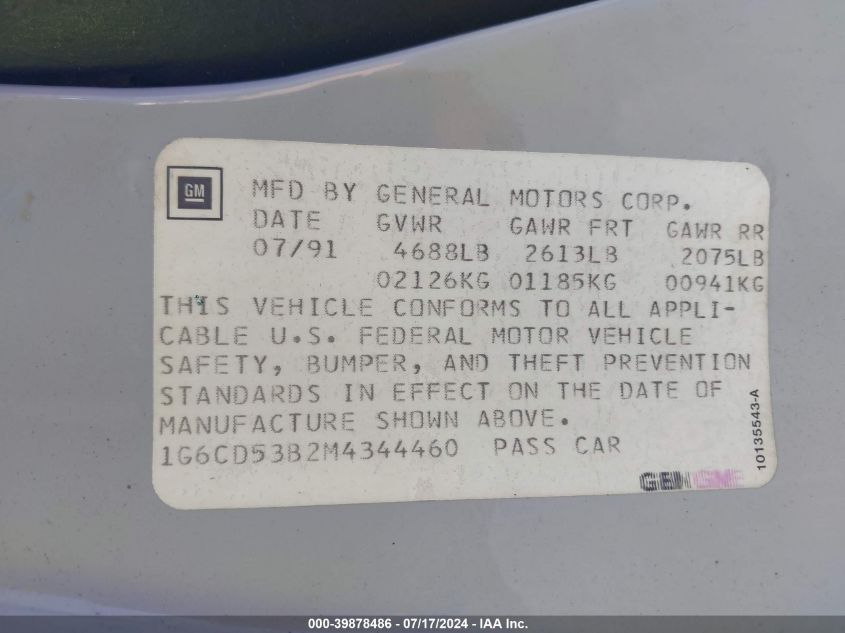 GM
MFD BY GENERAL MOTORS CORP.
DATE GVWR GAWR FRT GAWR RR
07/91 4688LB 2613LB 2075LB
02126KG 01185KG 00941KG
THIS VEHICLE CONFORMS TO ALL APPLI-
CABLE U.S. FEDERAL MOTOR VEHICLE
SAFETY, BUMPER, AND THEFT PREVENTION
STANDARDS IN EFFECT ON THE DATE OF
MANUFACTURE SHOWN ABOVE.
1G6CD53B2M4344460 PASS CAR
10135543-A
000-39878486 - 07/17/2024 - IAA Inc.